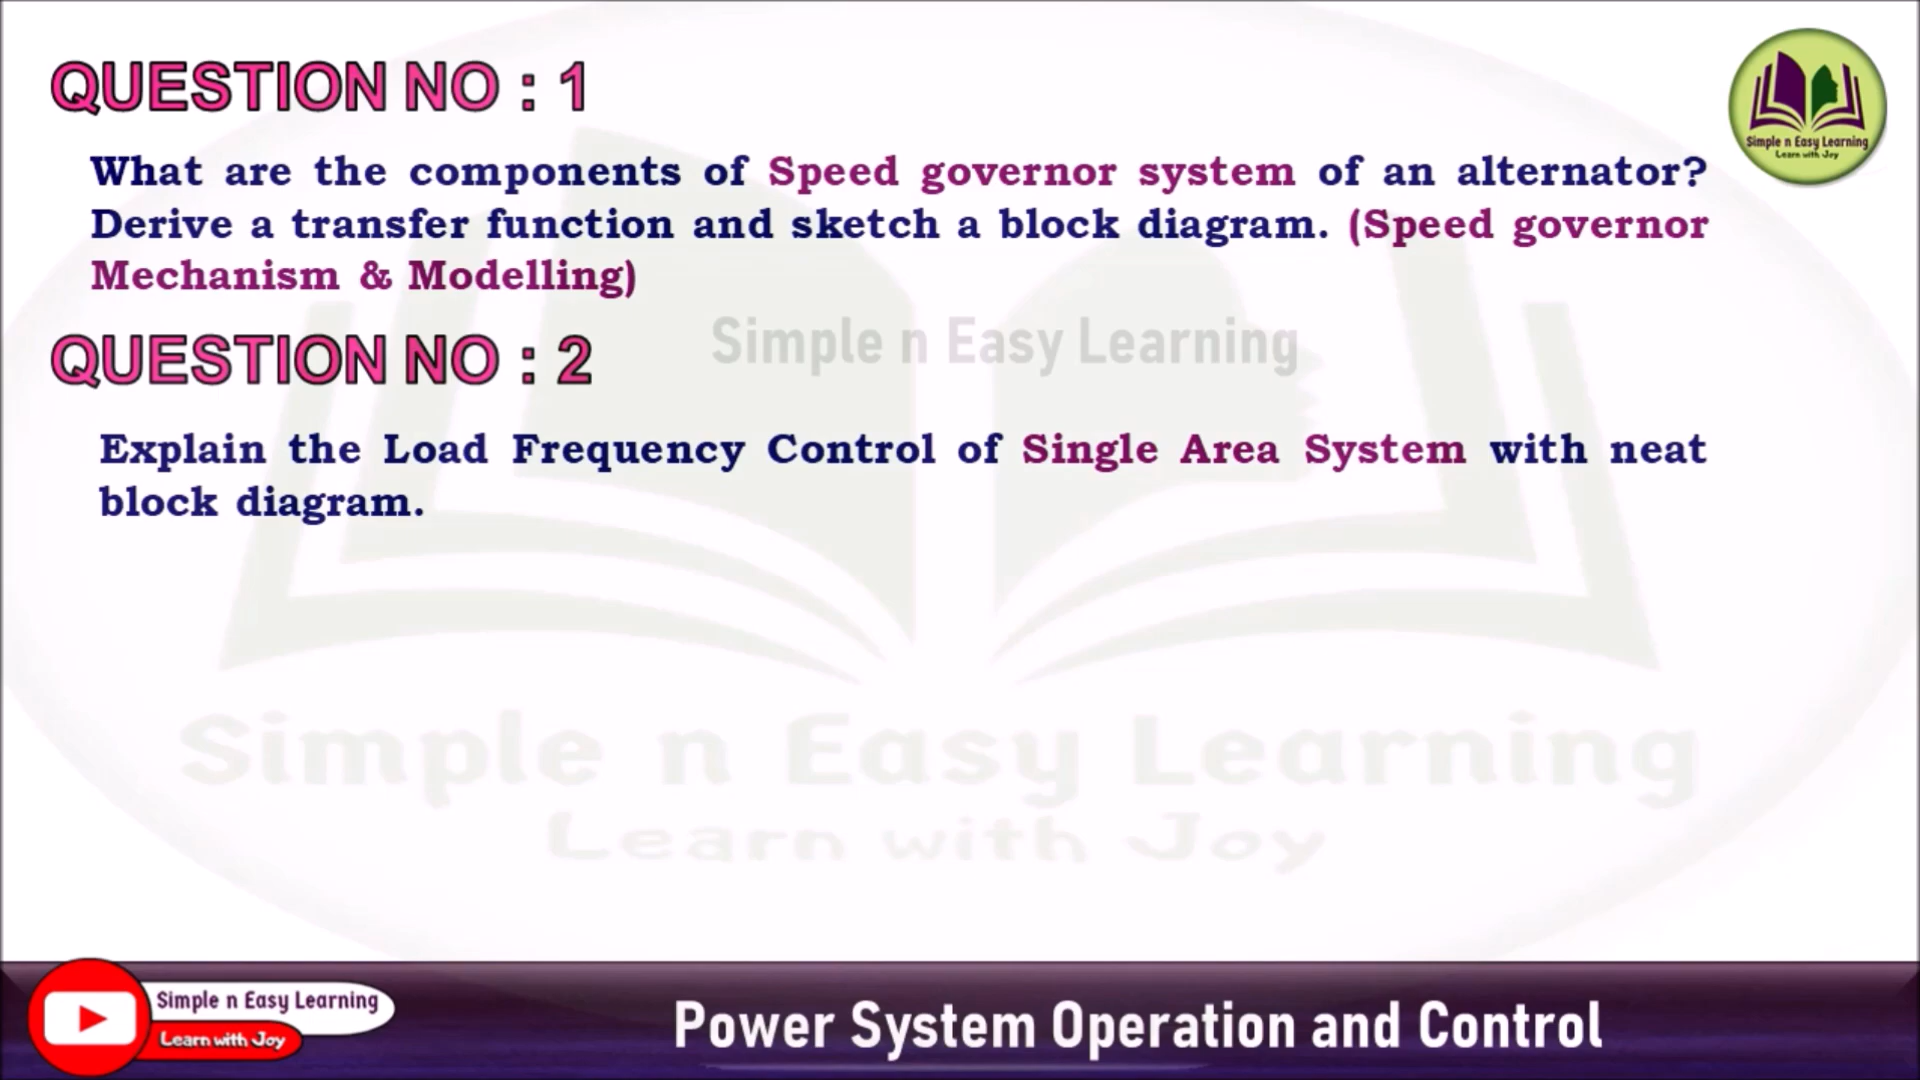 QUESTION NO : 1
What are the components of Speed governor system of an alternator?
Derive a transfer function and sketch a block diagram. (Speed governor
Mechanism & Modelling)
Simple n Easy Learning
Learn with Joy
QUESTION NO : 2
Simple n Easy Learning
Explain the Load Frequency Control of Single Area System with neat
block diagram.
Simple n Easy Learning
Learn with Joy
Simple n Easy Learning
Learn with Joy
Power System Operation and Control